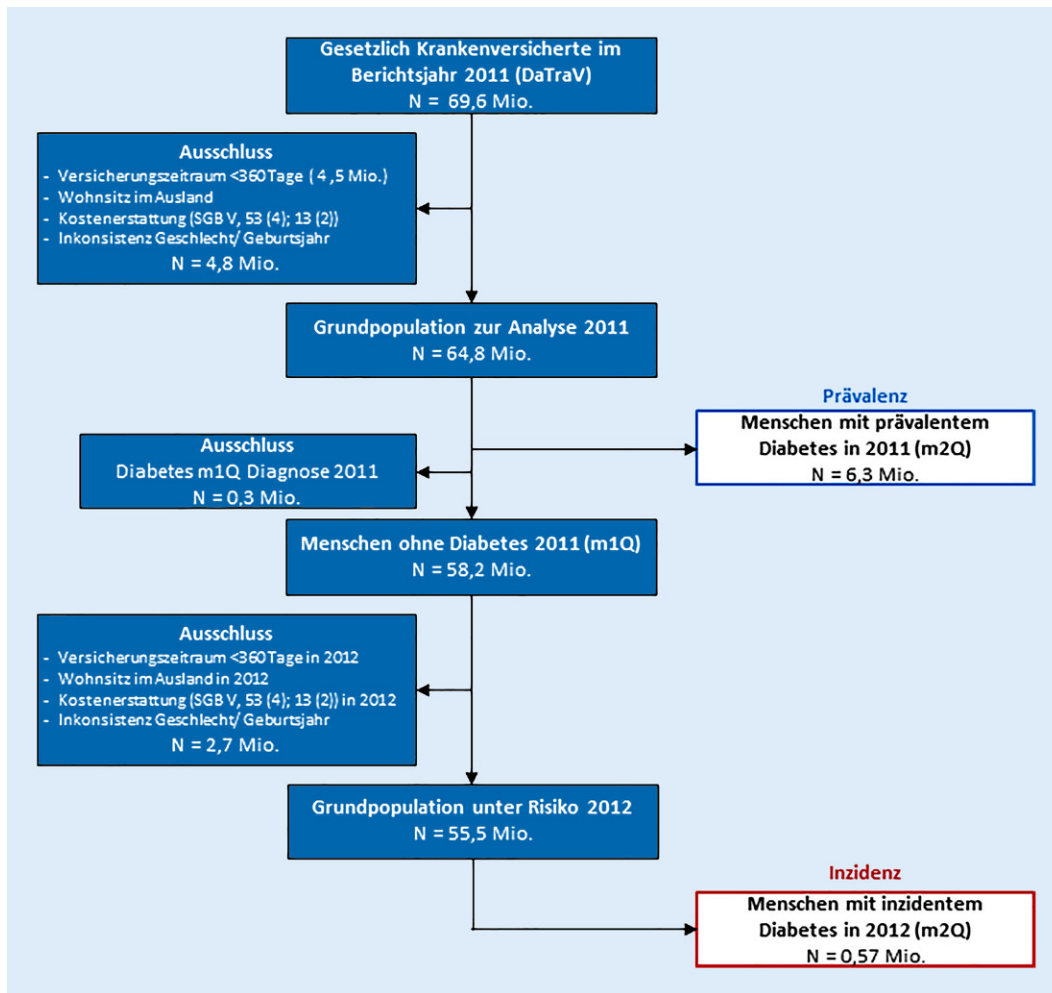 Gesetzlich Krankenversicherte im
Berichtsjahr 2011 (DaTraV)
N = 69,6 Mio.
Ausschluss
- Versicherungszeitraum <360Tage ( 4 ,5 Mio.)
- Wohnsitz im Ausland
- Kostenerstattung (SGB V, 53 (4); 13 (2))
- Inkonsistenz Geschlecht/ Geburtsjahr
N = 4,8 Mio.
Grundpopulation zur Analyse 2011
N = 64,8 Mio.
Prävalenz
Menschen mit prävalentem
Diabetes in 2011 (m2Q)
N = 6,3 Mio.
Ausschluss
Diabetes m1Q Diagnose 2011
N = 0,3 Mio.
Menschen ohne Diabetes 2011 (m1Q)
N = 58,2 Mio.
Ausschluss
- Versicherungszeitraum <360Tage in 2012
- Wohnsitz im Ausland in 2012
- Kostenerstattung (SGB V, 53 (4); 13 (2)) in 2012
- Inkonsistenz Geschlecht/ Geburtsjahr
N = 2,7 Mio.
Grundpopulation unter Risiko 2012
N = 55,5 Mio.
Inzidenz
Menschen mit inzidentem
Diabetes in 2012 (m2Q)
N = 0,57 Mio.